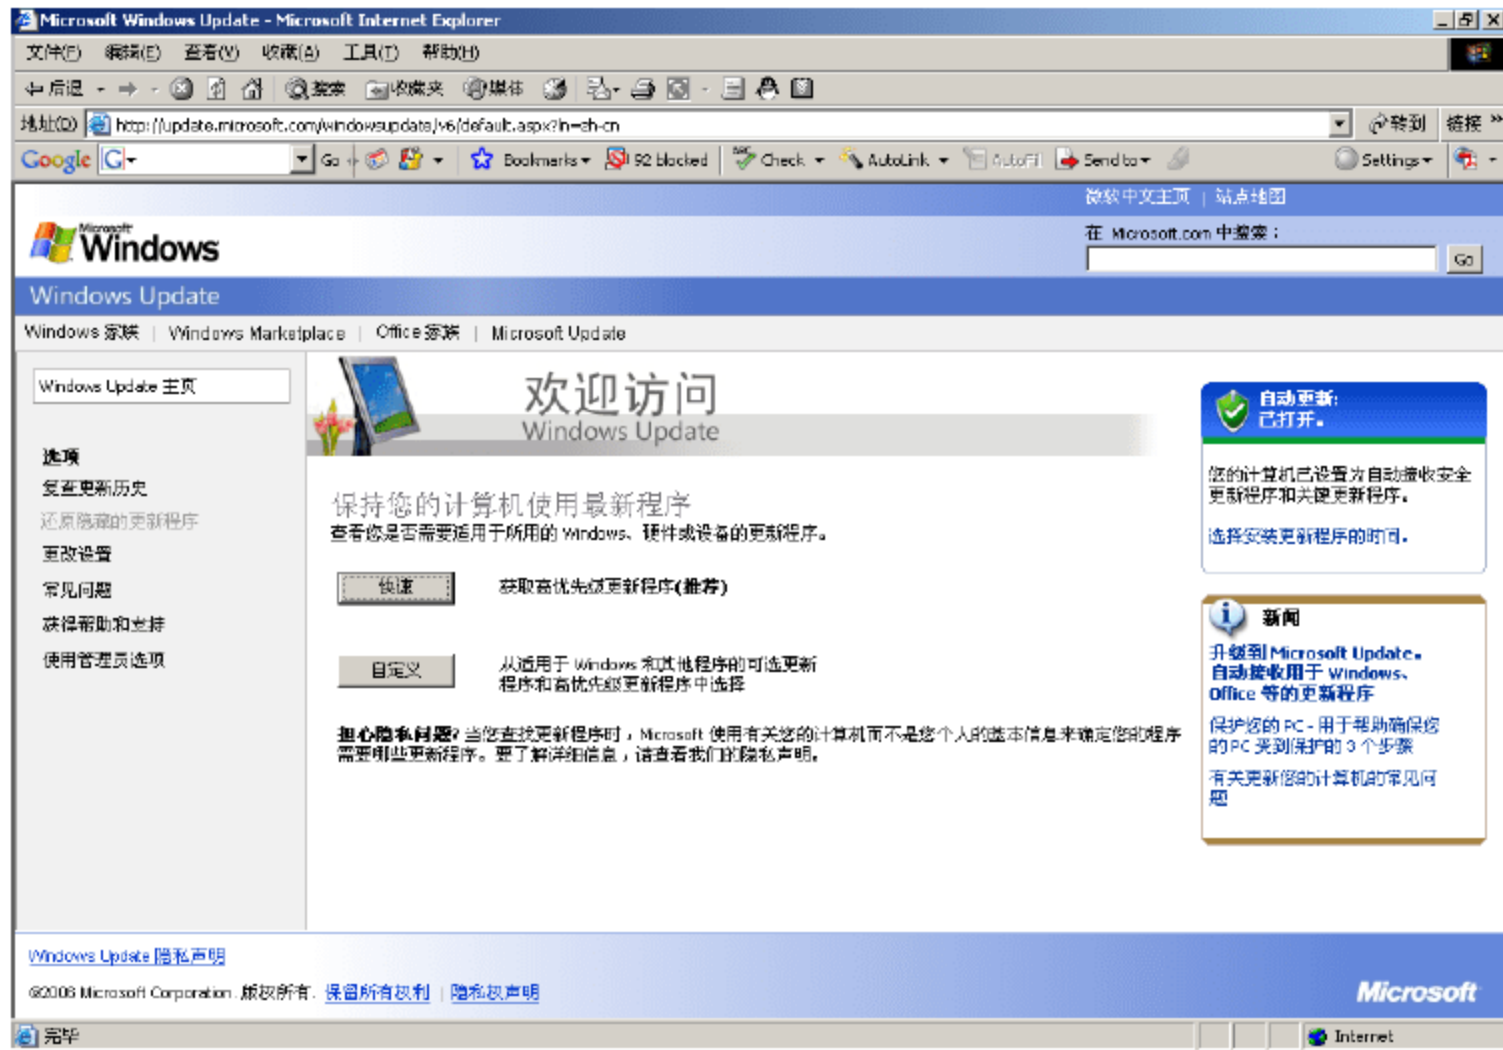 Microsoft Windows Update - Microsoft Internet Explorer
文件(F) 编辑(E) 查看(V) 收藏(A) 工具(T) 帮助(H)
后退 搜索 收藏夹 媒体
地址(D) http://update.microsoft.com/windowsupdate/v6/default.aspx?ln=zh-cn 转到 链接 »
Google G Go Bookmarks 92 blocked Check AutoLink AutoFill Send to Settings
微软中文主页 | 站点地图
Microsoft
Windows
在 Microsoft.com 中搜索：
Go
Windows Update
Windows 家族 | Windows Marketplace | Office 家族 | Microsoft Update
Windows Update 主页
选项
复查更新历史
还原隐藏的更新程序
更改设置
常见问题
获得帮助和支持
使用管理员选项
欢迎访问
Windows Update
保持您的计算机使用最新程序
查看您是否需要适用于所用的 Windows、硬件或设备的更新程序。
快速 获取高优先级更新程序(推荐)
自定义 从适用于 Windows 和其他程序的可选更新
程序和高优先级更新程序中选择
担心隐私问题? 当您查找更新程序时，Microsoft 使用有关您的计算机而不是您个人的基本信息来确定您的程序
需要哪些更新程序。要了解详细信息，请查看我们的隐私声明。
自动更新:
已打开。
您的计算机已设置为自动接收安全
更新程序和关键更新程序。
选择安装更新程序的时间。
新闻
升级到 Microsoft Update。
自动接收用于 Windows、
Office 等的更新程序
保护您的 PC - 用于帮助确保您
的 PC 受到保护的 3 个步骤
有关更新您的计算机的常见问
题
Windows Update 隐私声明
©2006 Microsoft Corporation. 版权所有. 保留所有权利 | 隐私权声明
Microsoft
完毕 Internet